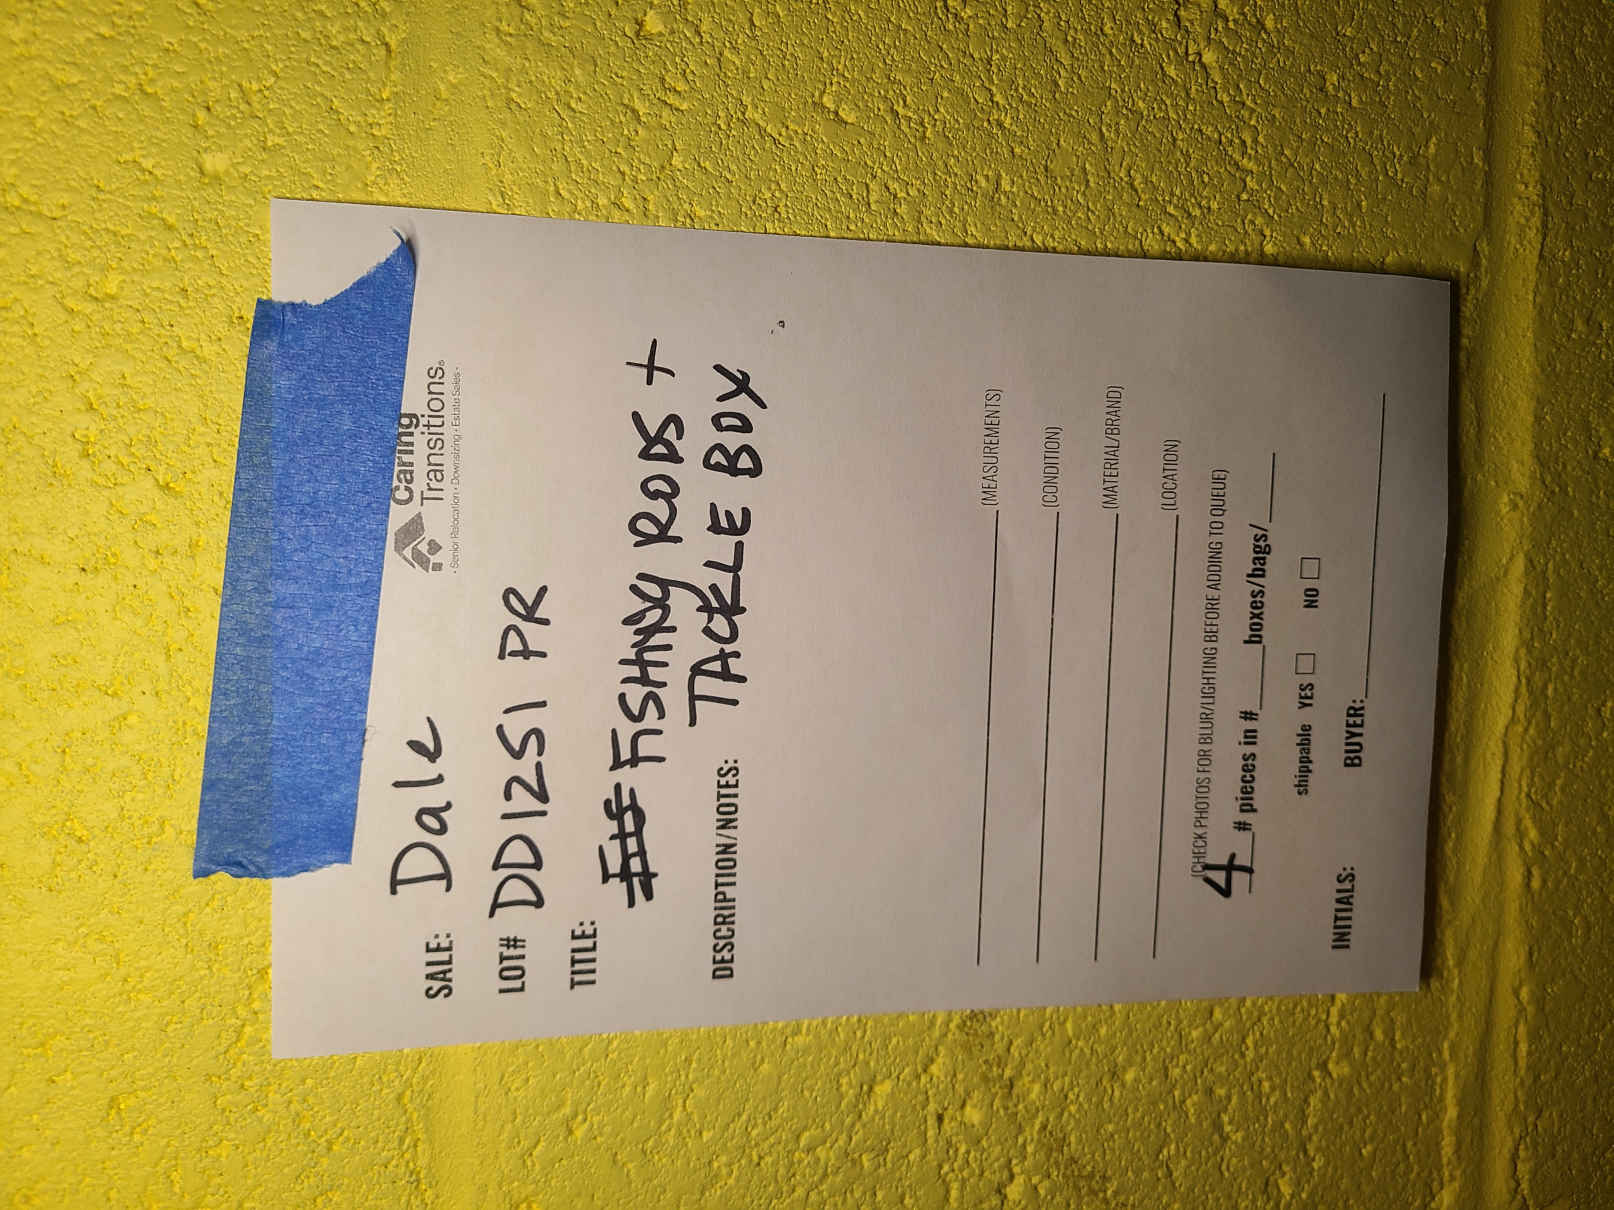 Caring
Transitions®
• Senior Relocation • Downsizing • Estate Sales •
SALE: Dale
LOT# DD1251 PR
TITLE:
FISHING RODS +
TACKLE BOX
DESCRIPTION/NOTES:
(MEASUREMENTS)
(CONDITION)
(MATERIAL/BRAND)
(LOCATION)
(CHECK PHOTOS FOR BLUR/LIGHTING BEFORE ADDING TO QUEUE)
4 # pieces in #____boxes/bags/____
shippable YES □ NO □
INITIALS: BUYER: